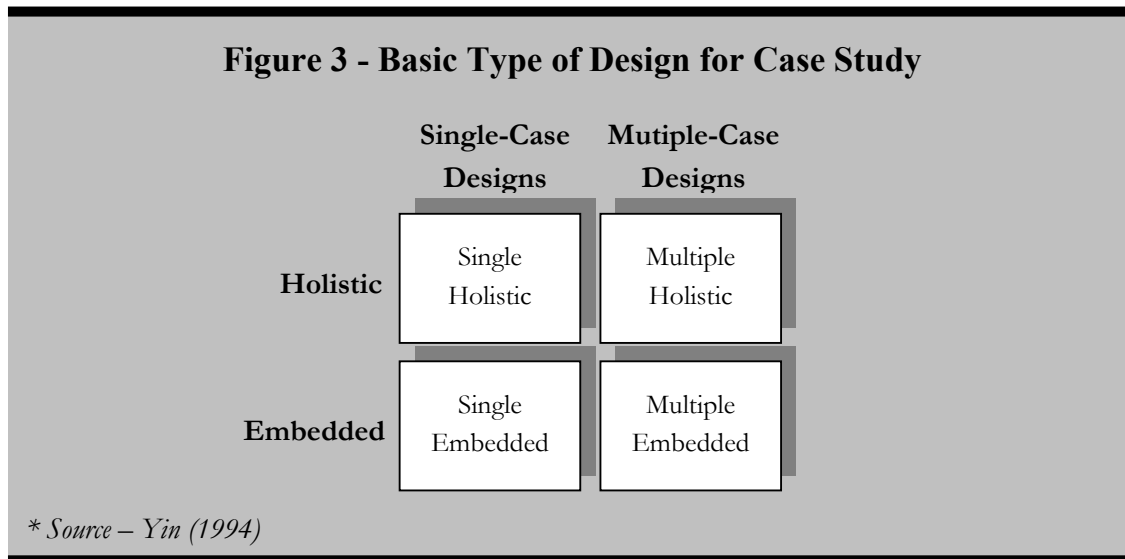 Figure 3 - Basic Type of Design for Case Study
Single-Case Mutiple-Case
Designs Designs
Holistic
Single Multiple
Holistic Holistic
Embedded
Single Multiple
Embedded Embedded
* Source – Yin (1994)